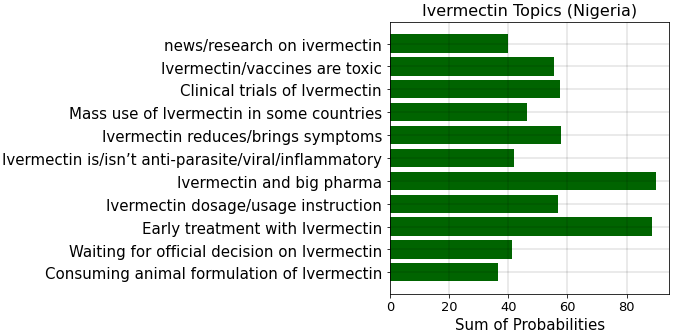 Ivermectin Topics (Nigeria)
news/research on ivermectin
Ivermectin/vaccines are toxic
Clinical trials of Ivermectin
Mass use of Ivermectin in some countries
Ivermectin reduces/brings symptoms
Ivermectin is/isn’t anti-parasite/viral/inflammatory
Ivermectin and big pharma
Ivermectin dosage/usage instruction
Early treatment with Ivermectin
Waiting for official decision on Ivermectin
Consuming animal formulation of Ivermectin
0 20 40 60 80
Sum of Probabilities